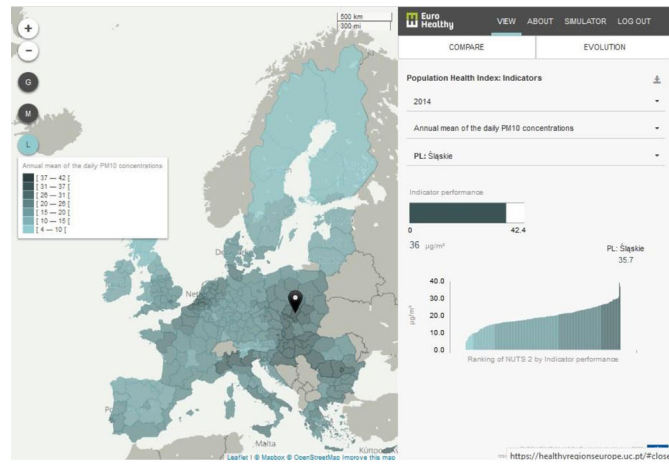 500 km
300 mi
+
−
G
M
L
Annual mean of the daily PM10 concentrations
[ 37 — 42 [
[ 31 — 37 [
[ 26 — 31 [
[ 20 — 26 [
[ 15 — 20 [
[ 10 — 15 [
[ 4 — 10 [
Malta
Leaflet | © Mapbox © OpenStreetMap Improve this map
Euro
Healthy
VIEW ABOUT SIMULATOR LOG OUT
COMPARE EVOLUTION
Population Health Index: Indicators
2014
Annual mean of the daily PM10 concentrations
PL: Śląskie
Indicator performance
0 42.4
36 µg/m³
PL: Śląskie
35.7
µg/m³
40.0
30.0
20.0
10.0
0.0
Ranking of NUTS 2 by Indicator performance
https://healthyregionseurope.uc.pt/#close